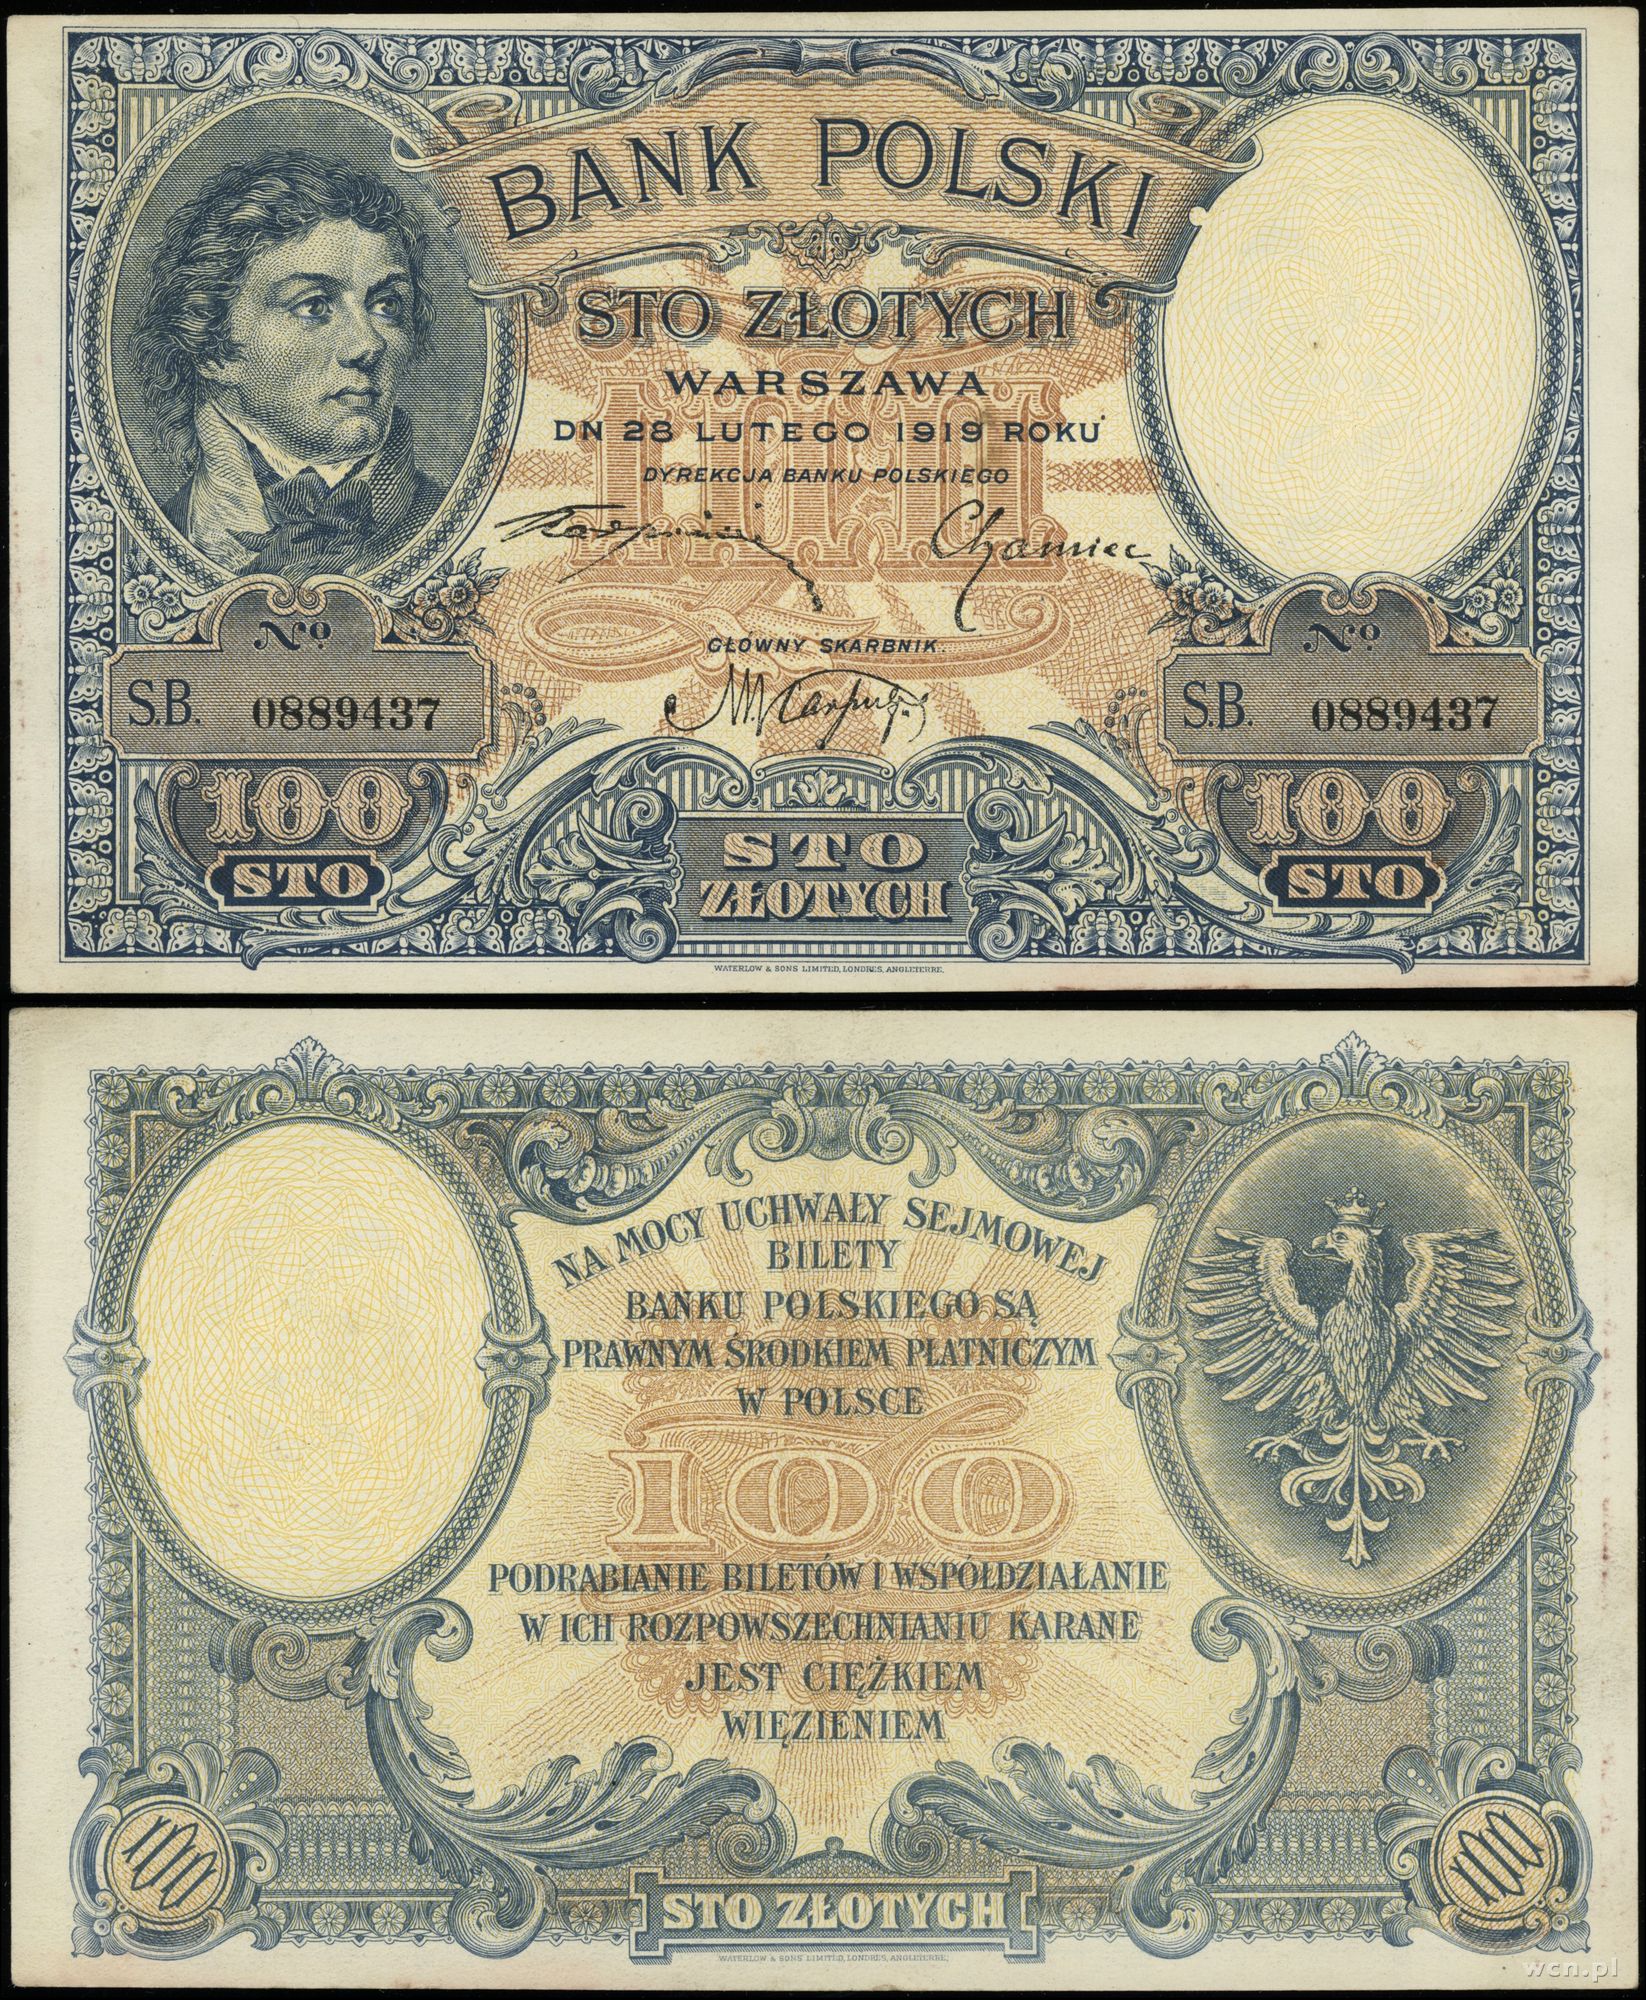 BANK POLSKI
STO ZŁOTYCH
WARSZAWA
DN 28 LUTEGO 1919 ROKU
DYREKCJA BANKU POLSKIEGO
GŁÓWNY SKARBNIK.
No.
S.B. 0889437
100
STO
No.
S.B. 0889437
100
STO
STO
ZŁOTYCH
WATERLOW & SONS LIMITED, LONDRES, ANGLETERRE.
NA MOCY UCHWAŁY SEJMOWEJ
BILETY
BANKU POLSKIEGO SĄ
PRAWNYM ŚRODKIEM PŁATNICZYM
W POLSCE
100
PODRABIANIE BILETÓW I WSPÓŁDZIAŁANIE
W ICH ROZPOWSZECHNIANIU KARANE
JEST CIĘŻKIEM
WIĘZIENIEM
100
100
STO ZŁOTYCH
WATERLOW & SONS LIMITED, LONDRES, ANGLETERRE.
wcn.pl